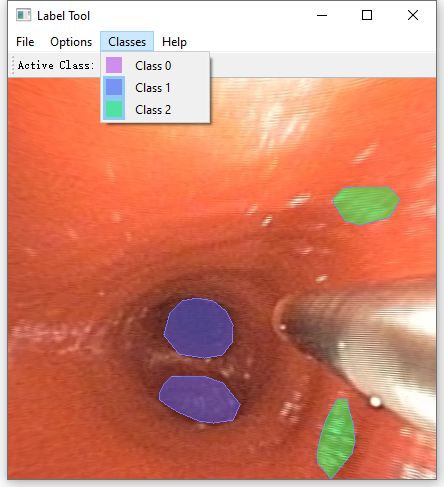 Label Tool
File Options Classes Help
Active Class:
Class 0
Class 1
Class 2